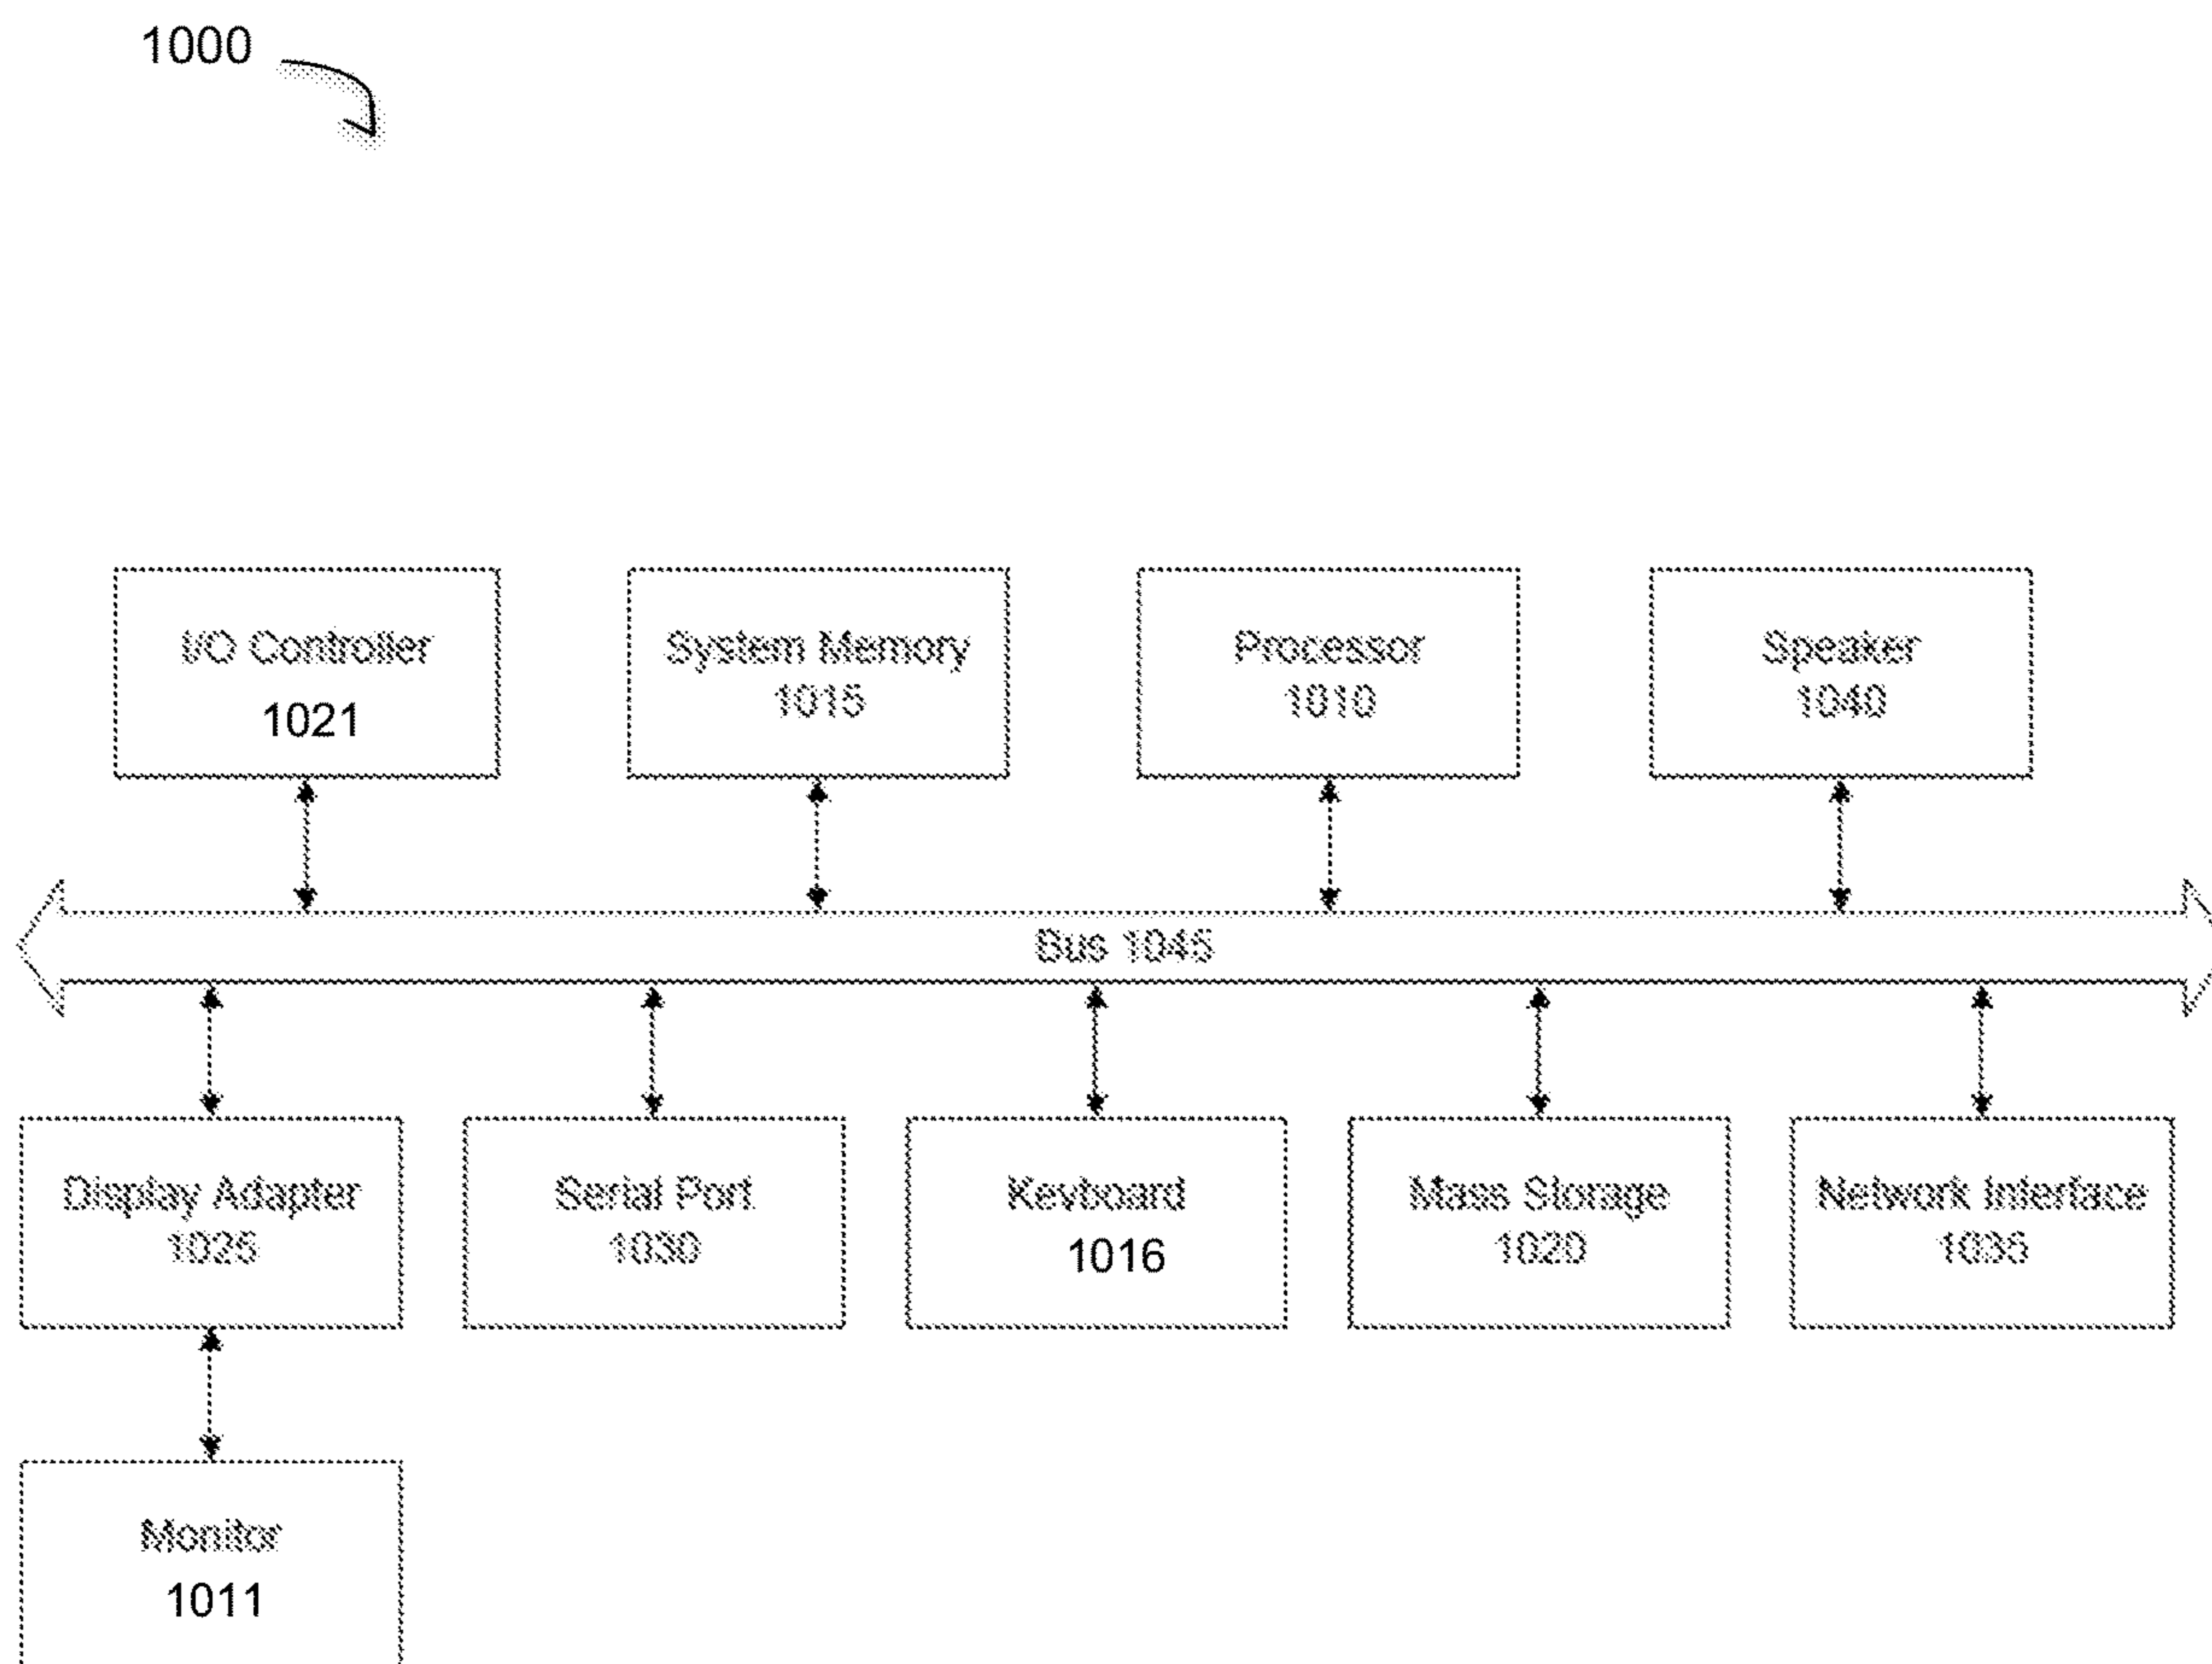 1000
I/O Controller
1021
System Memory
1015
Processor
1010
Speaker
1040
Bus 1045
Display Adapter
1025
Serial Port
1030
Keyboard
1016
Mass Storage
1020
Network Interface
1035
Monitor
1011